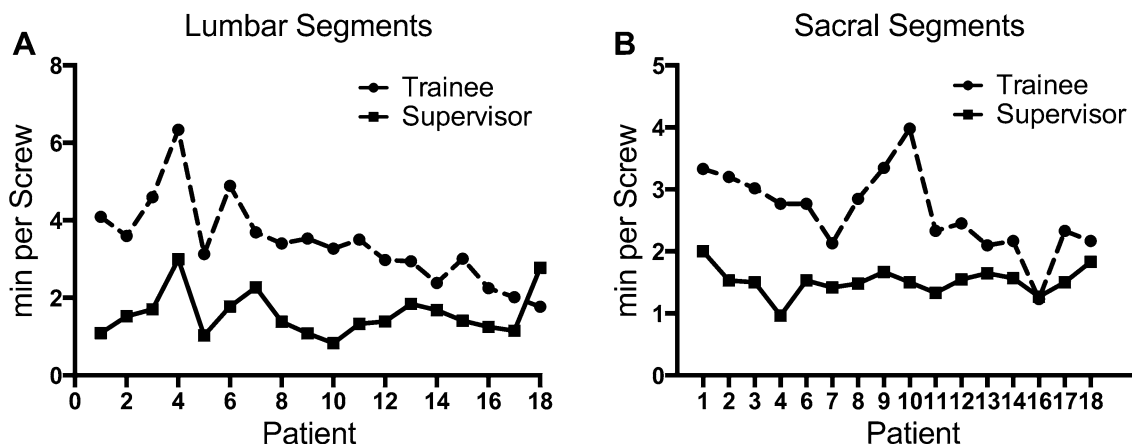 A
Lumbar Segments
8
6
4
2
0
min per Screw
Trainee
Supervisor
0 2 4 6 8 10 12 14 16 18
Patient
B
Sacral Segments
5
4
3
2
1
0
min per Screw
Trainee
Supervisor
1 2 3 4 6 7 8 9 10 11 12 13 14 16 17 18
Patient